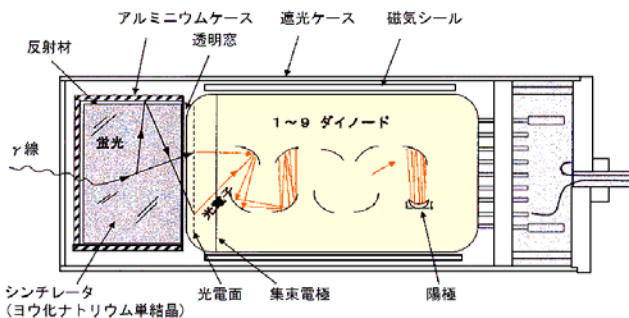 アルミニウムケース
遮光ケース
磁気シール
反射材
透明窓
1～9 ダイノード
蛍光
γ線
光電子
シンチレータ
(ヨウ化ナトリウム単結晶)
光電面
集束電極
陽極